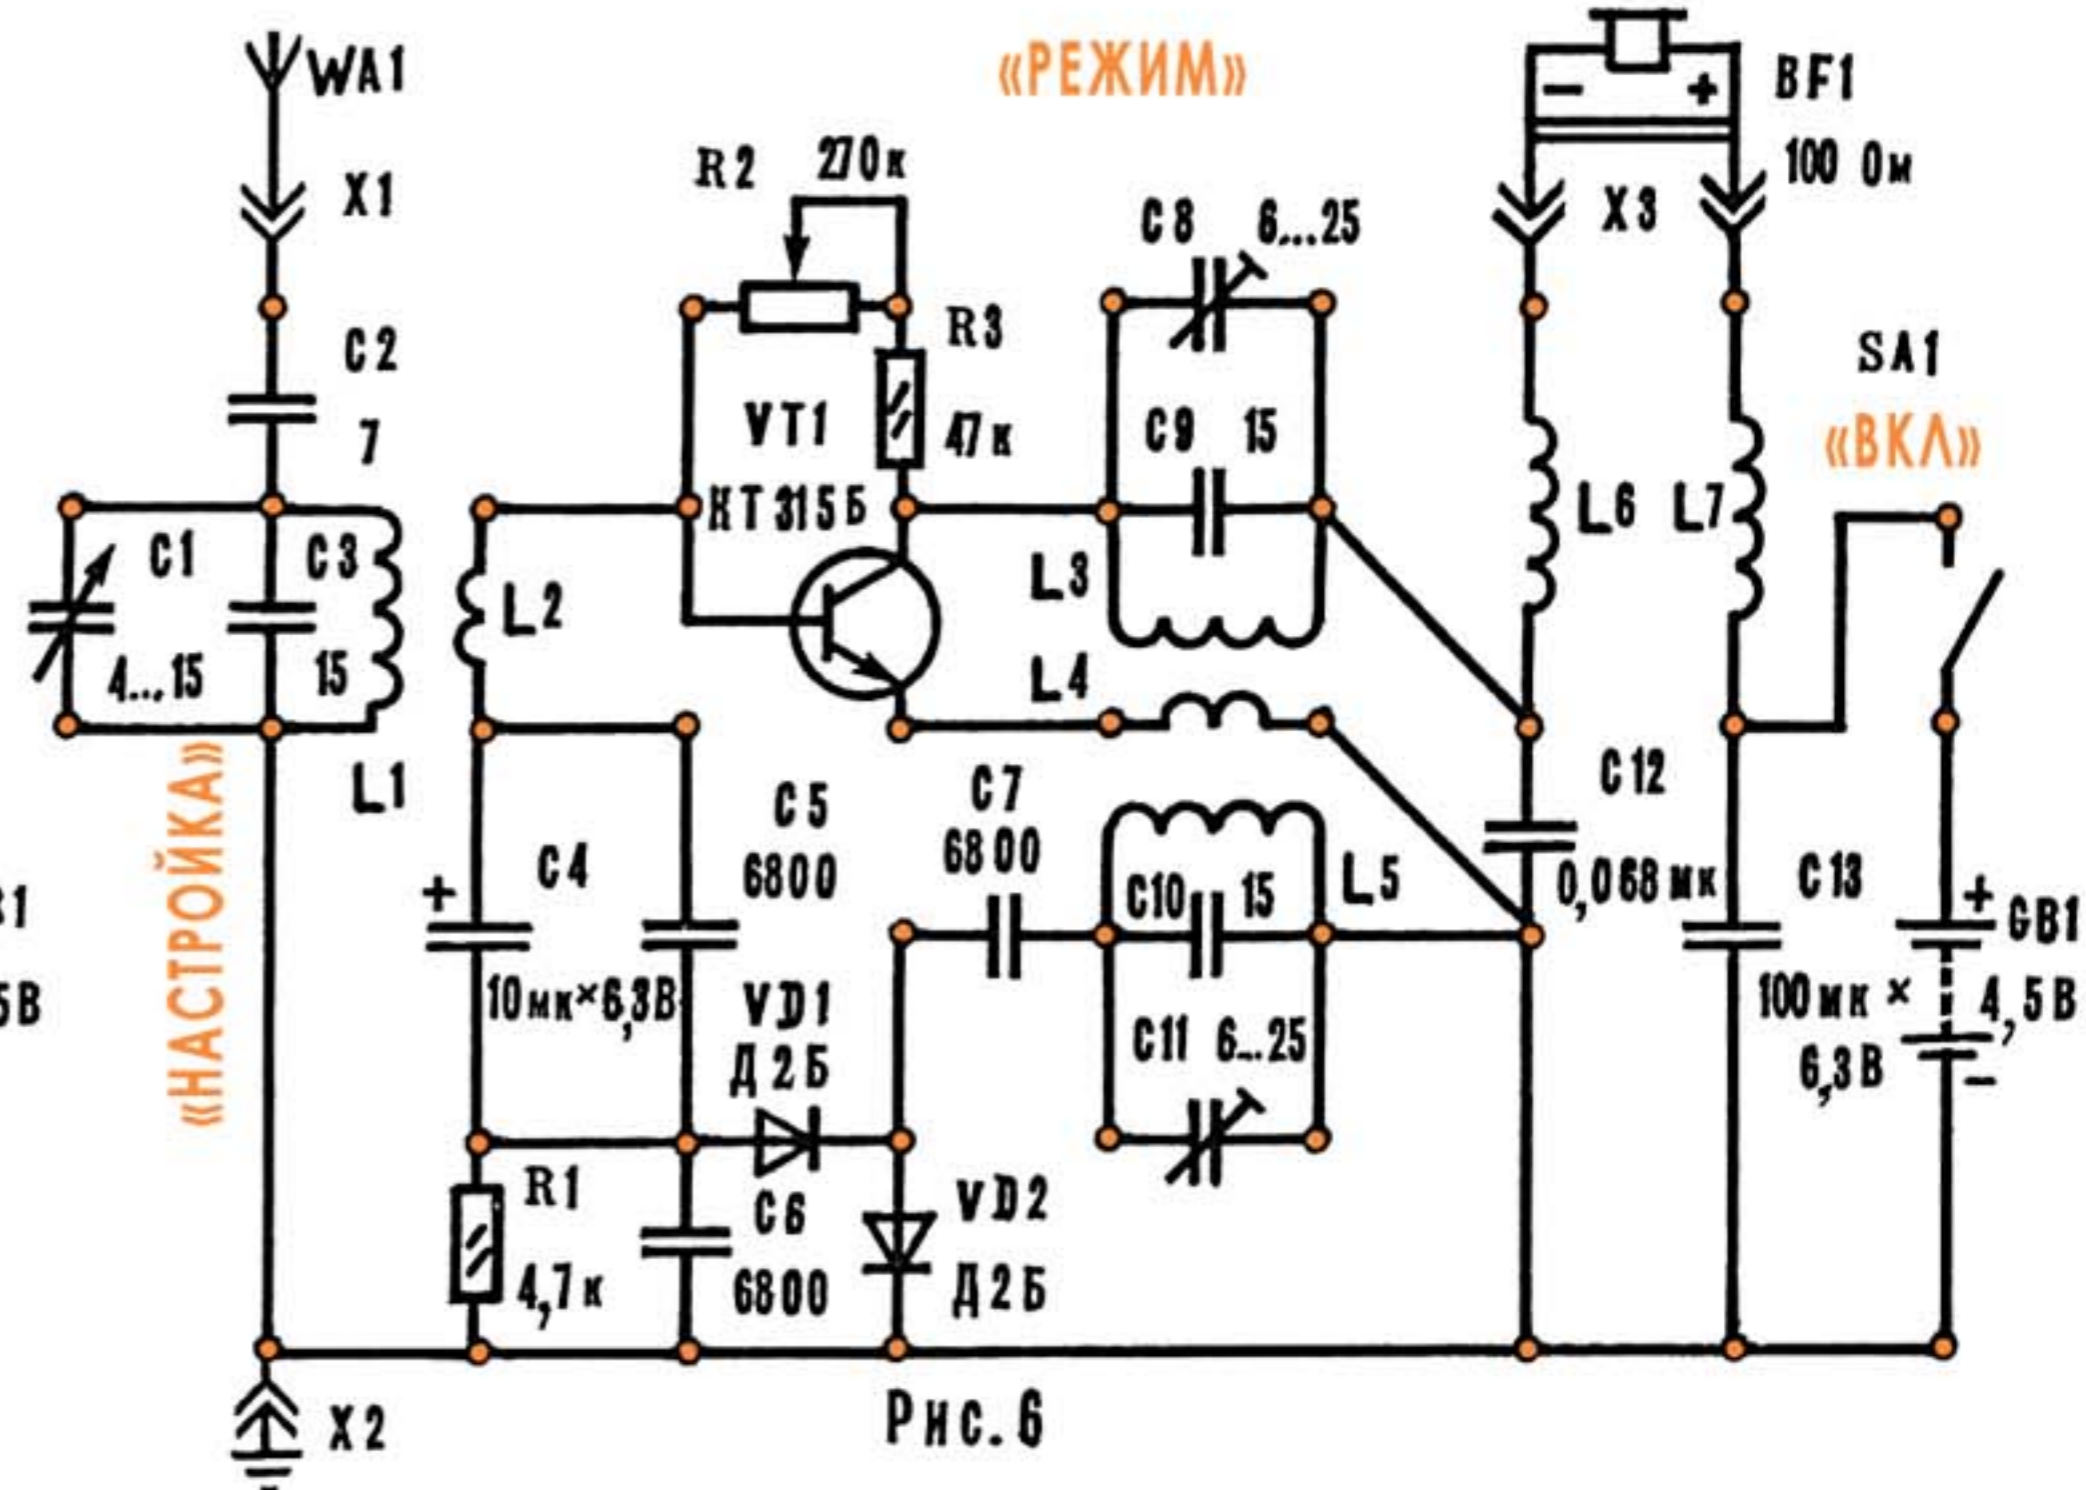 WA1
«РЕЖИМ»
BF1
100 Ом
X1
R2 270к
C8 6...25
X3
C2
7
R3
47к
VT1
КТ315Б
C9 15
SA1
«ВКЛ»
C1
4...15
C3
15
L1
L2
L3
L4
L6 L7
«НАСТРОЙКА»
5В
+
C4
10мк×6,3В
C5
6800
C7
6800
C10 15
L5
C12
0,068мк
C13
100мк×
6,3В
+
GB1
4,5В
−
− +
VD1
Д2Б
C11 6...25
R1
4,7к
C6
6800
VD2
Д2Б
X2
Рис.6